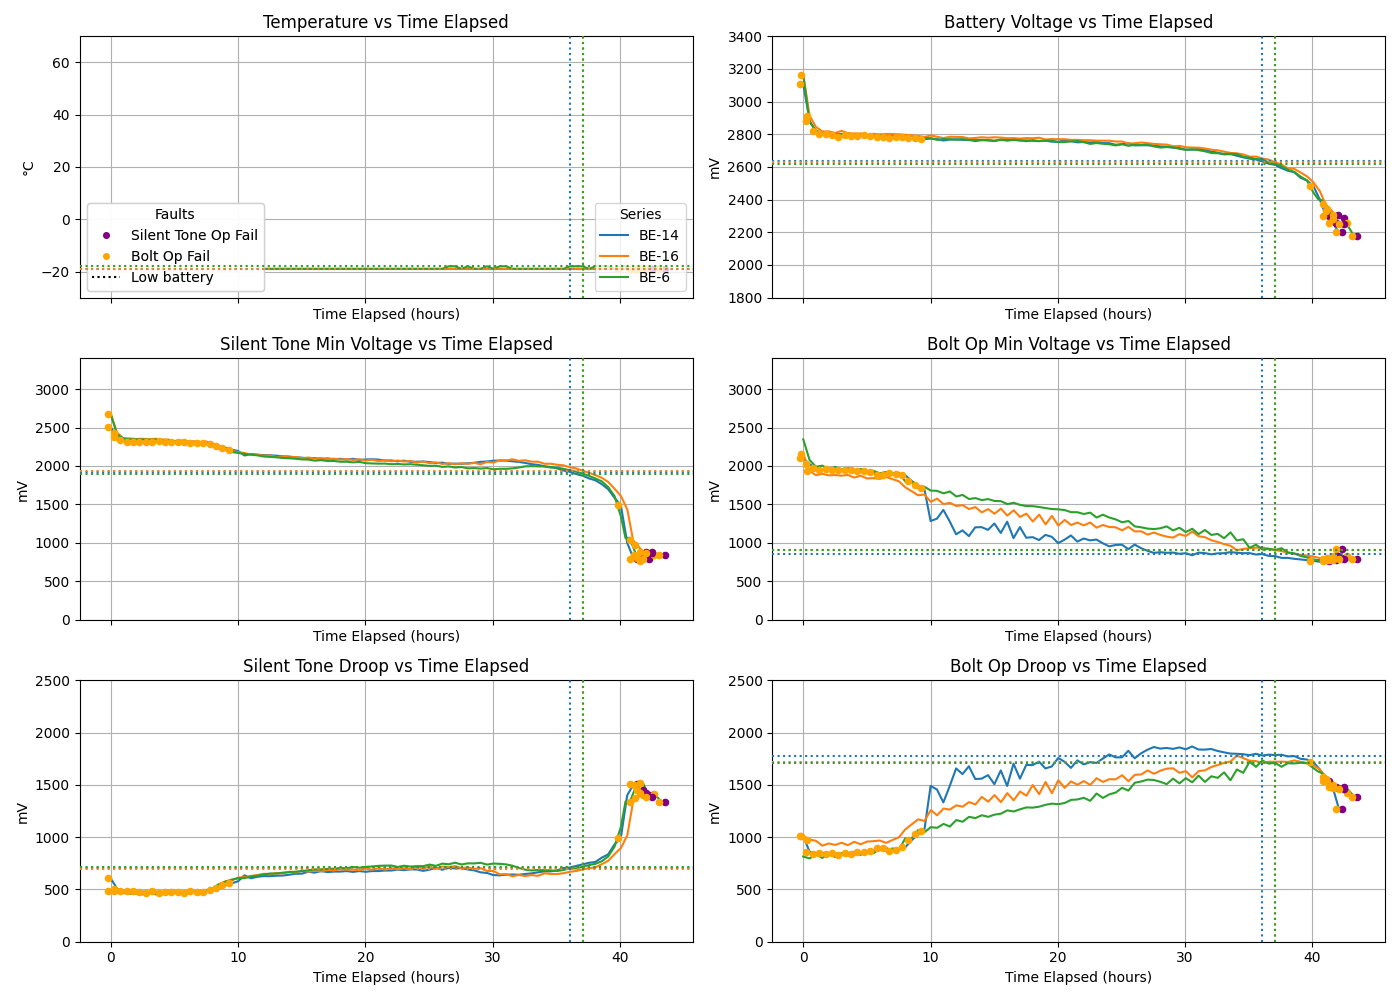 Temperature vs Time Elapsed
60
40
20
0
−20
°C
Faults
Silent Tone Op Fail
Bolt Op Fail
Low battery
Series
BE-14
BE-16
BE-6
Time Elapsed (hours)
Battery Voltage vs Time Elapsed
3400
3200
3000
2800
2600
2400
2200
2000
1800
mV
Time Elapsed (hours)
Silent Tone Min Voltage vs Time Elapsed
3000
2500
2000
1500
1000
500
0
mV
Time Elapsed (hours)
Bolt Op Min Voltage vs Time Elapsed
3000
2500
2000
1500
1000
500
0
mV
Time Elapsed (hours)
Silent Tone Droop vs Time Elapsed
2500
2000
1500
1000
500
0
mV
0 10 20 30 40
Time Elapsed (hours)
Bolt Op Droop vs Time Elapsed
2500
2000
1500
1000
500
0
mV
0 10 20 30 40
Time Elapsed (hours)